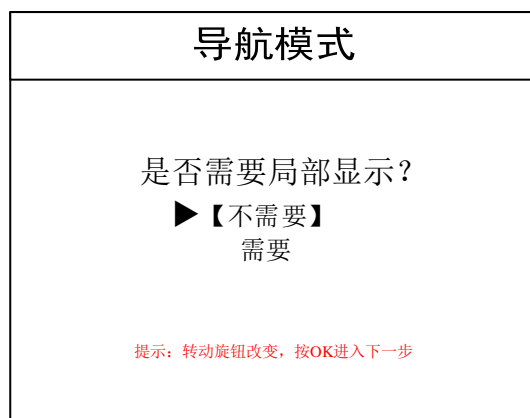 导航模式
是否需要局部显示？
▶【不需要】
需要
提示：转动旋钮改变，按OK进入下一步